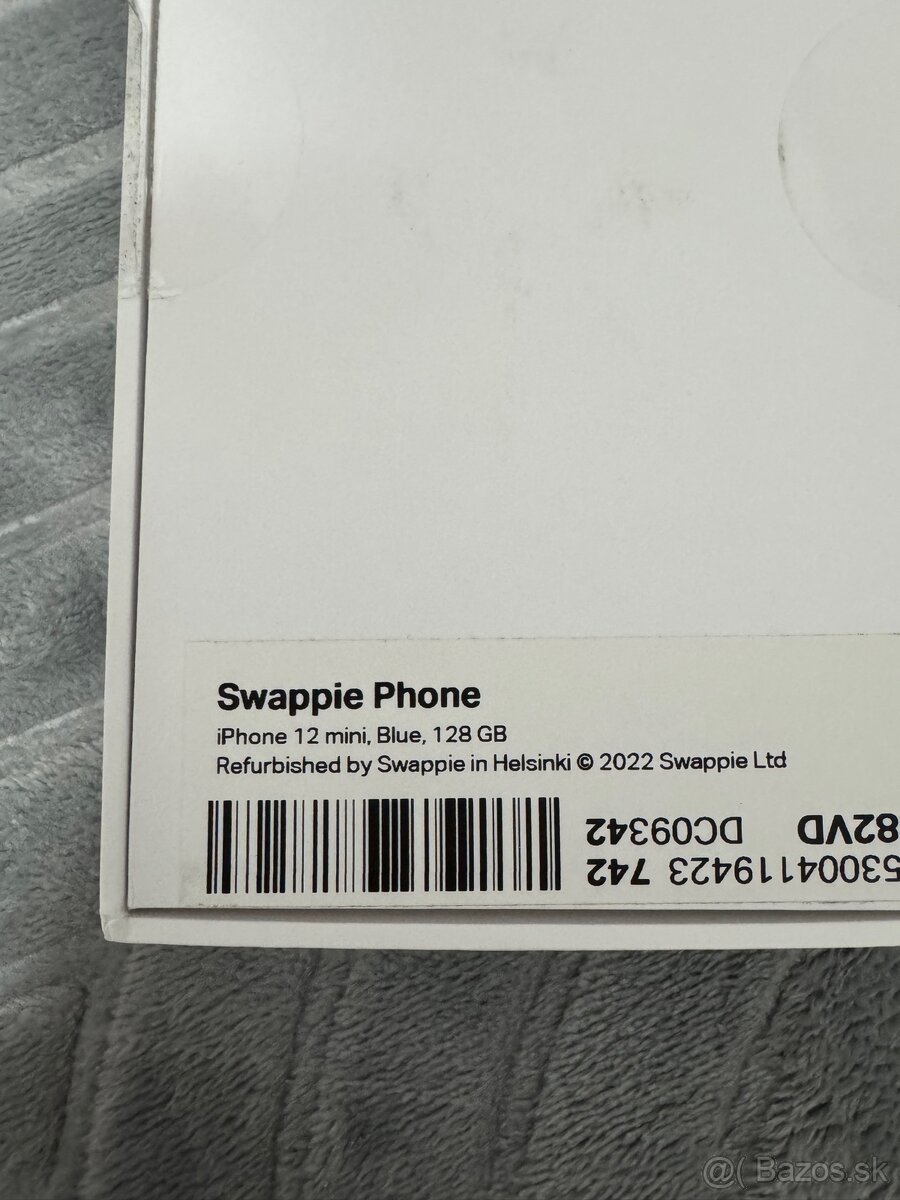 Swappie Phone
iPhone 12 mini, Blue, 128 GB
Refurbished by Swappie in Helsinki © 2022 Swappie Ltd
53004119423 742
82VD DC09342
@( Bazos.sk